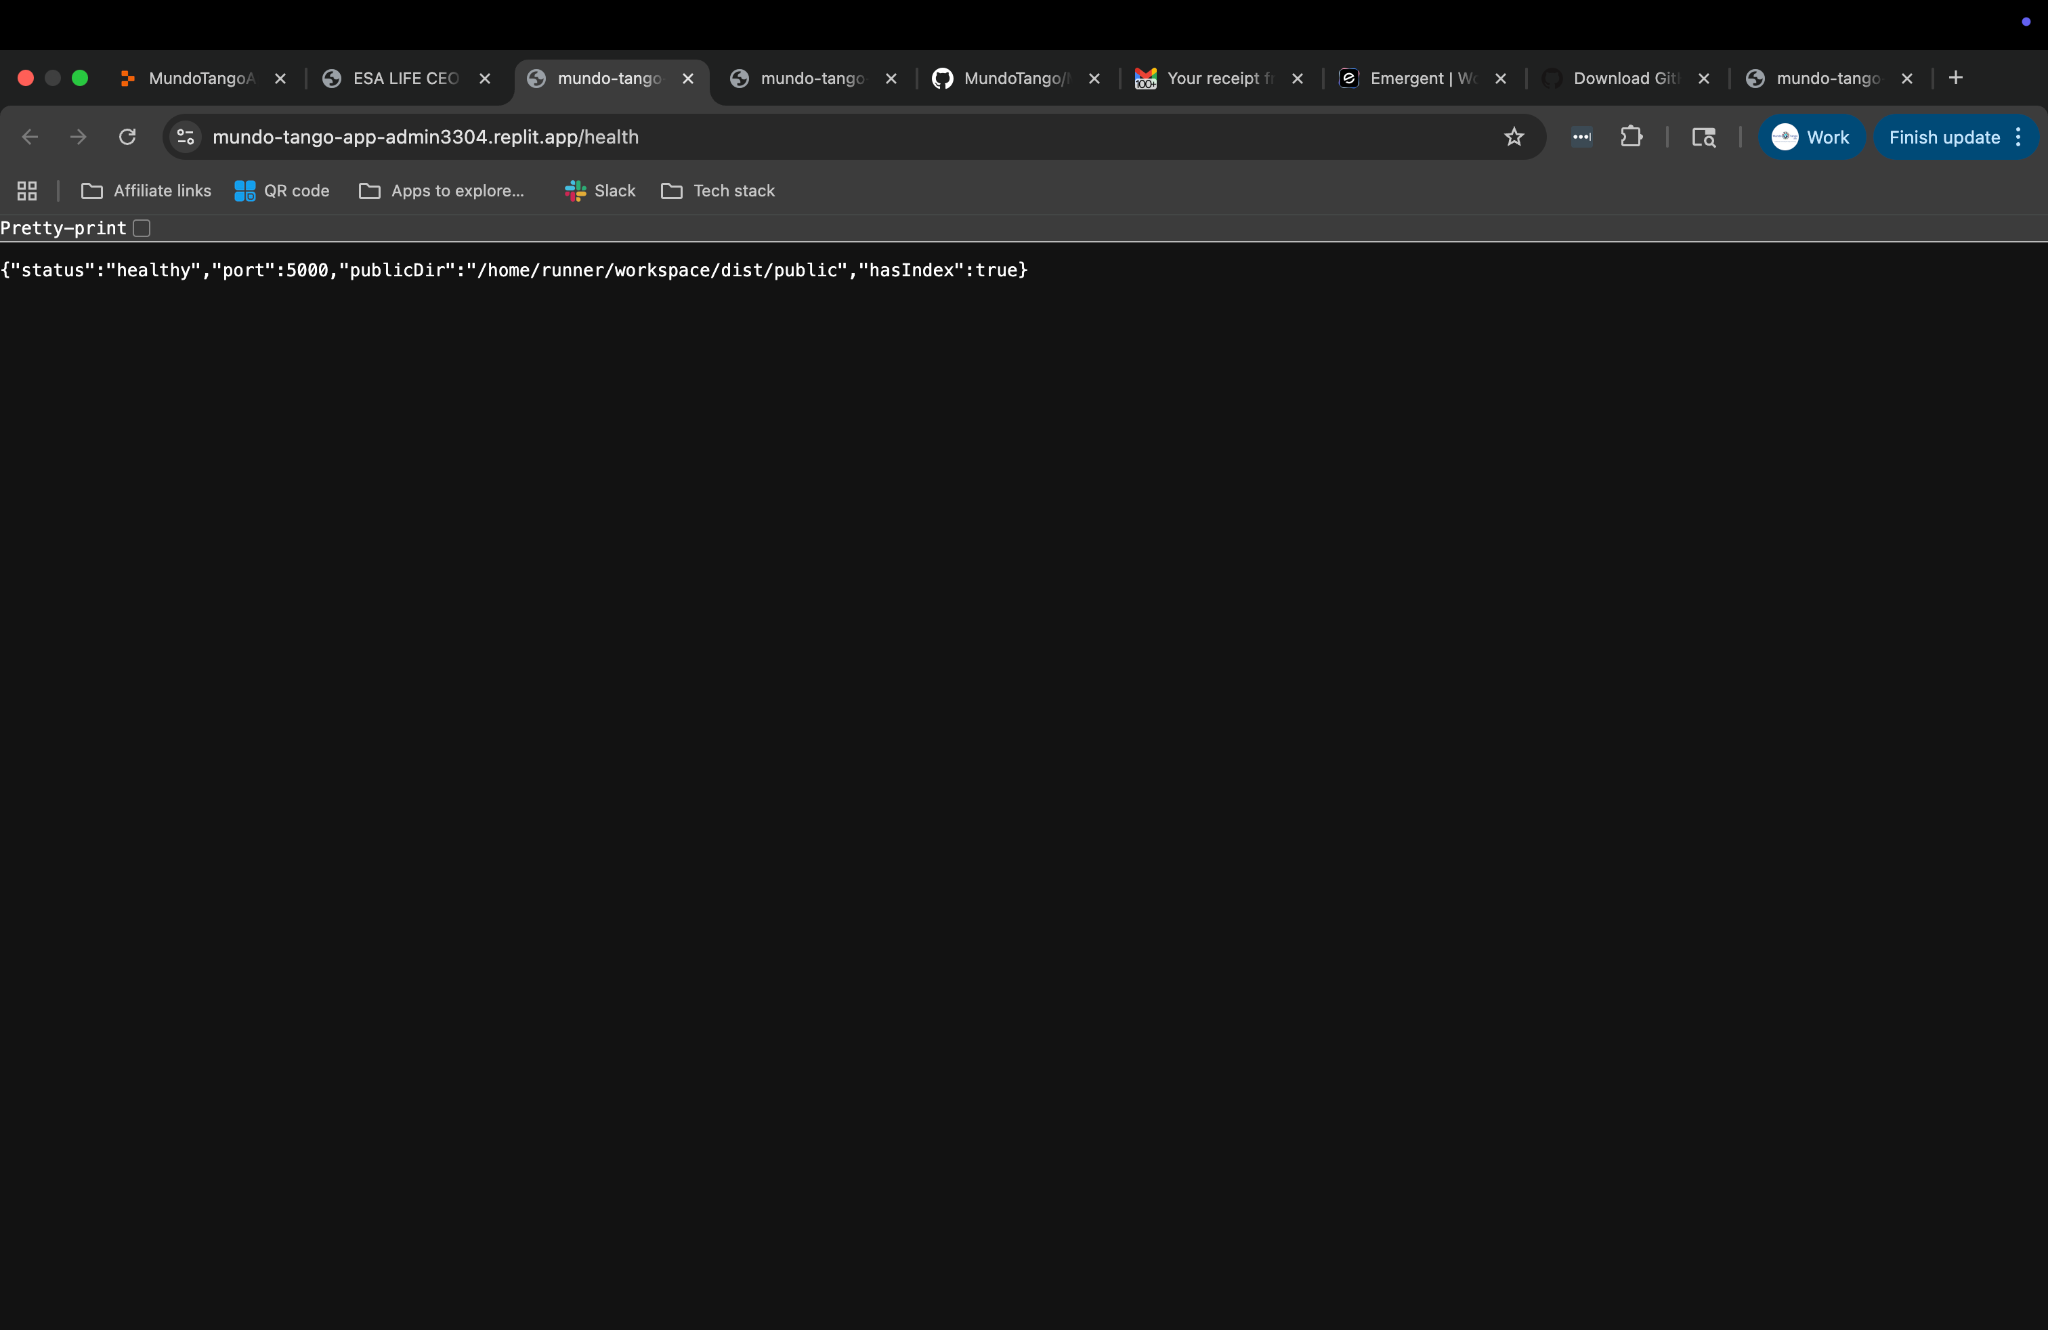 MundoTangoA
ESA LIFE CEO
mundo-tango-
mundo-tango-
MundoTango/
Your receipt f
Emergent | W
Download Git
mundo-tango-
mundo-tango-app-admin3304.replit.app/health
Work
Finish update
Affiliate links
QR code
Apps to explore...
Slack
Tech stack
Pretty-print
{"status":"healthy","port":5000,"publicDir":"/home/runner/workspace/dist/public","hasIndex":true}